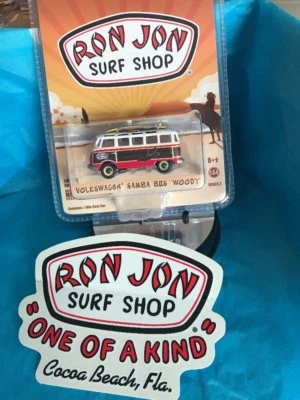 RON JON
SURF SHOP
®
VOLKSWAGEN SAMBA BUS "WOODY"
RON JON
SURF SHOP
®
"ONE OF A KIND"
Cocoa Beach, Fla.